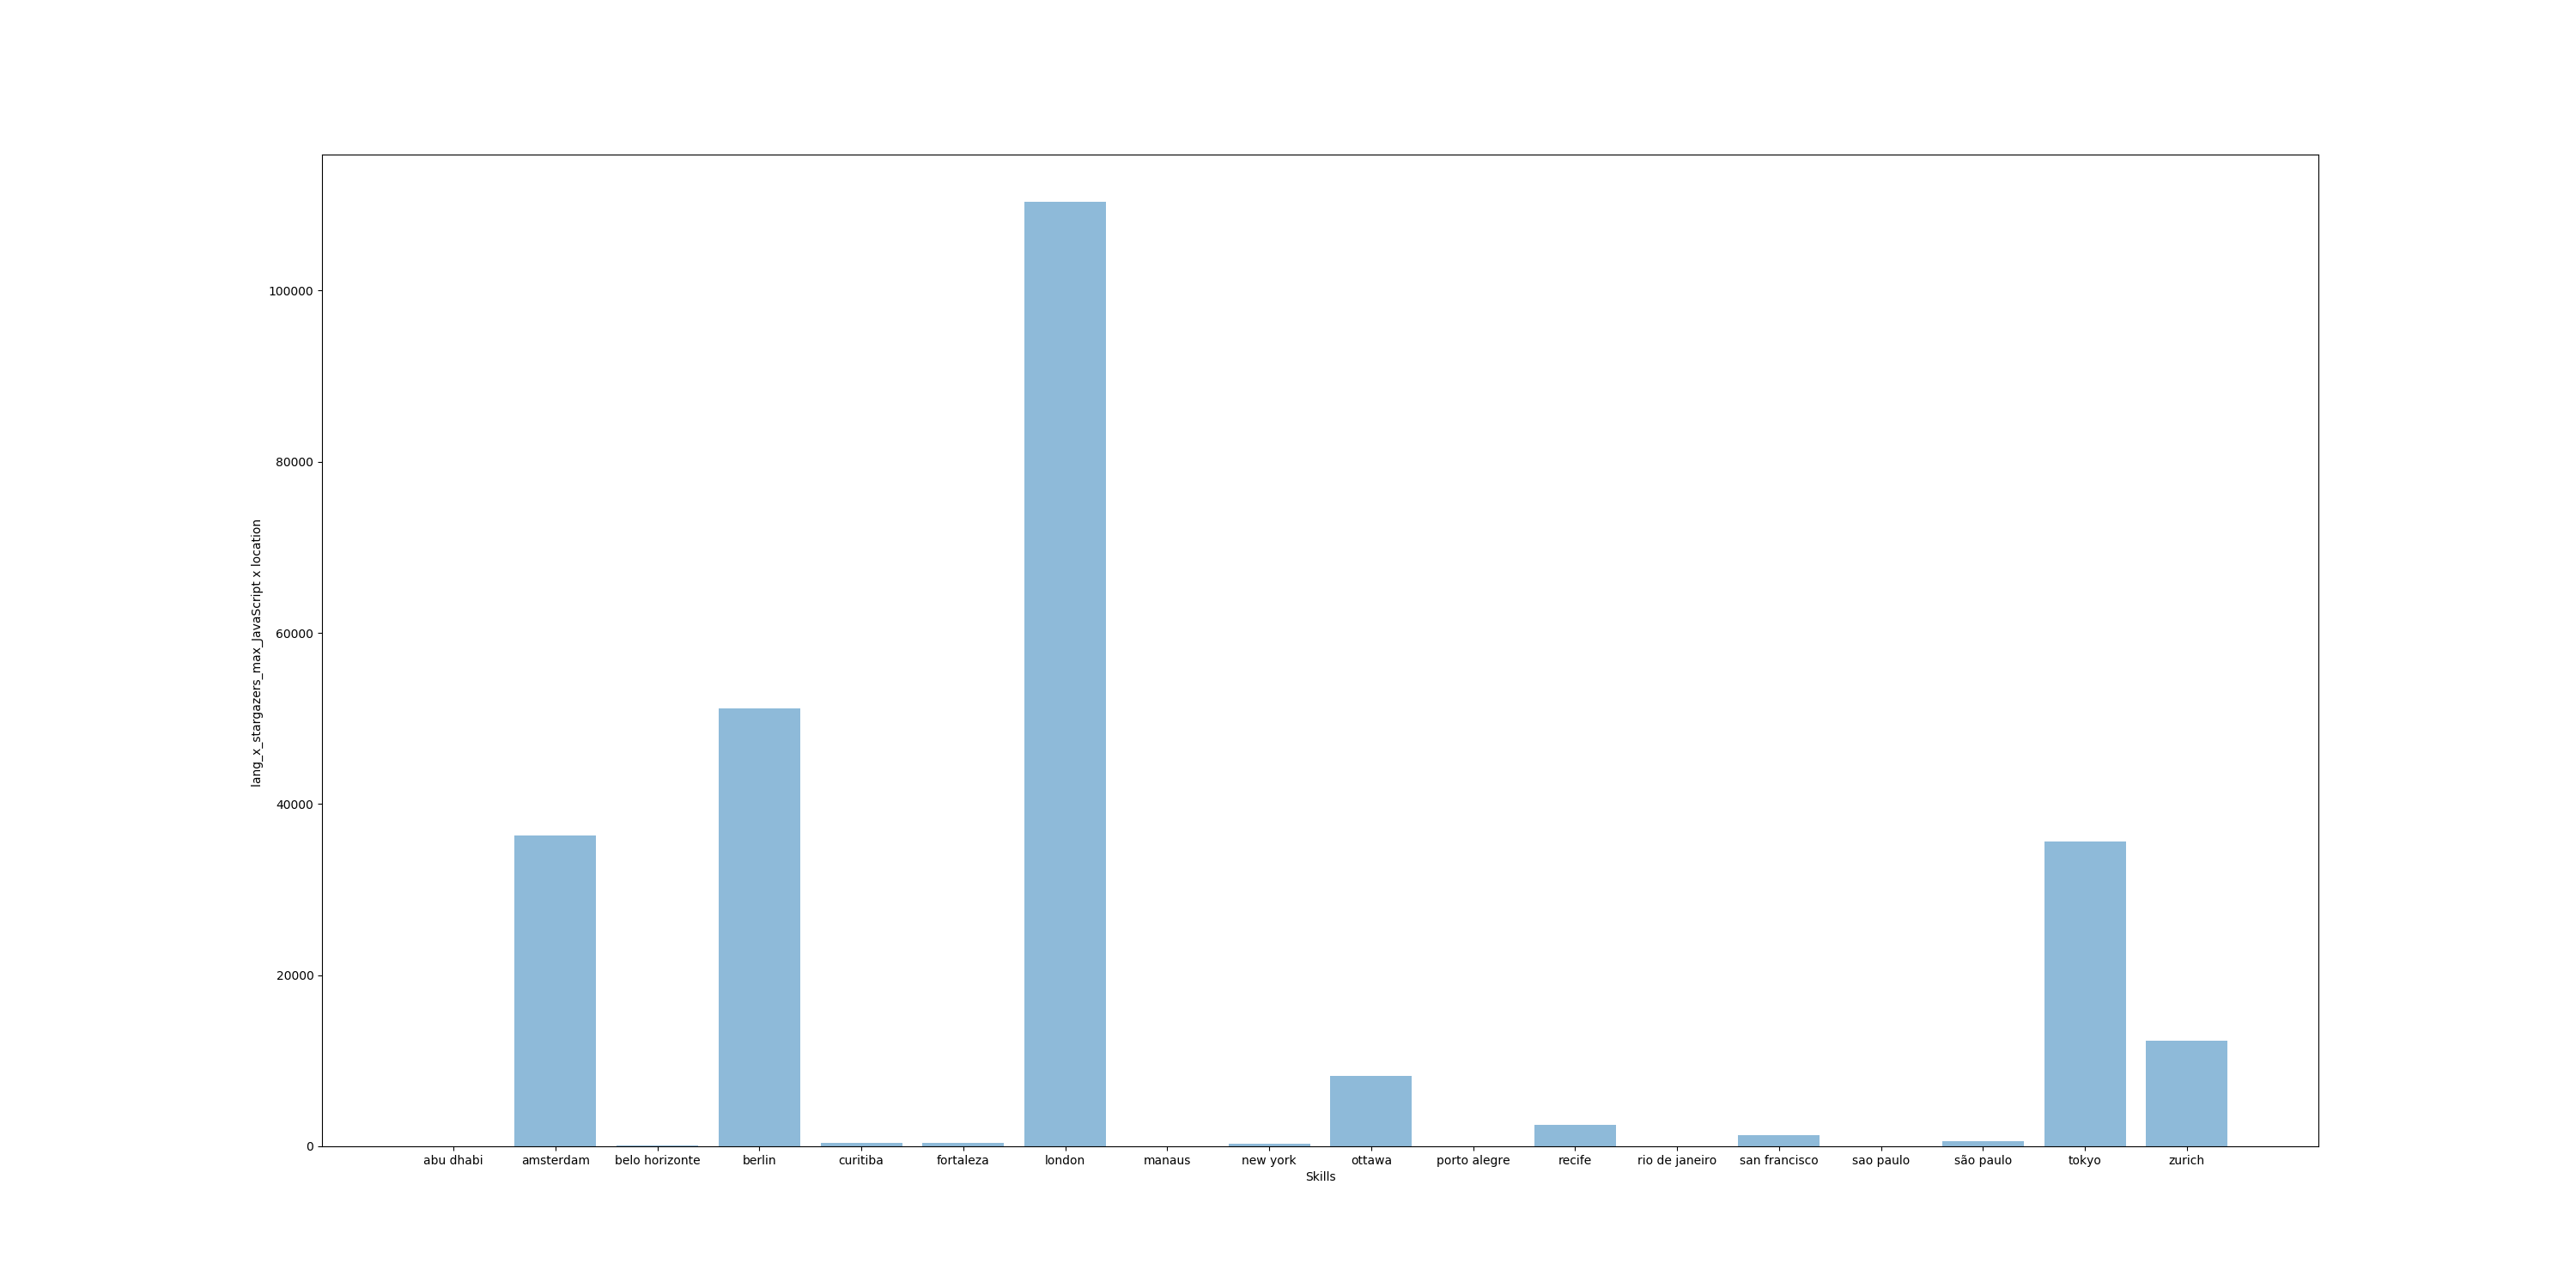 lang_x_stargazers_max_JavaScript x location
100000
80000
60000
40000
20000
0
abu dhabi amsterdam belo horizonte berlin curitiba fortaleza london manaus new york ottawa porto alegre recife rio de janeiro san francisco sao paulo são paulo tokyo zurich
Skills